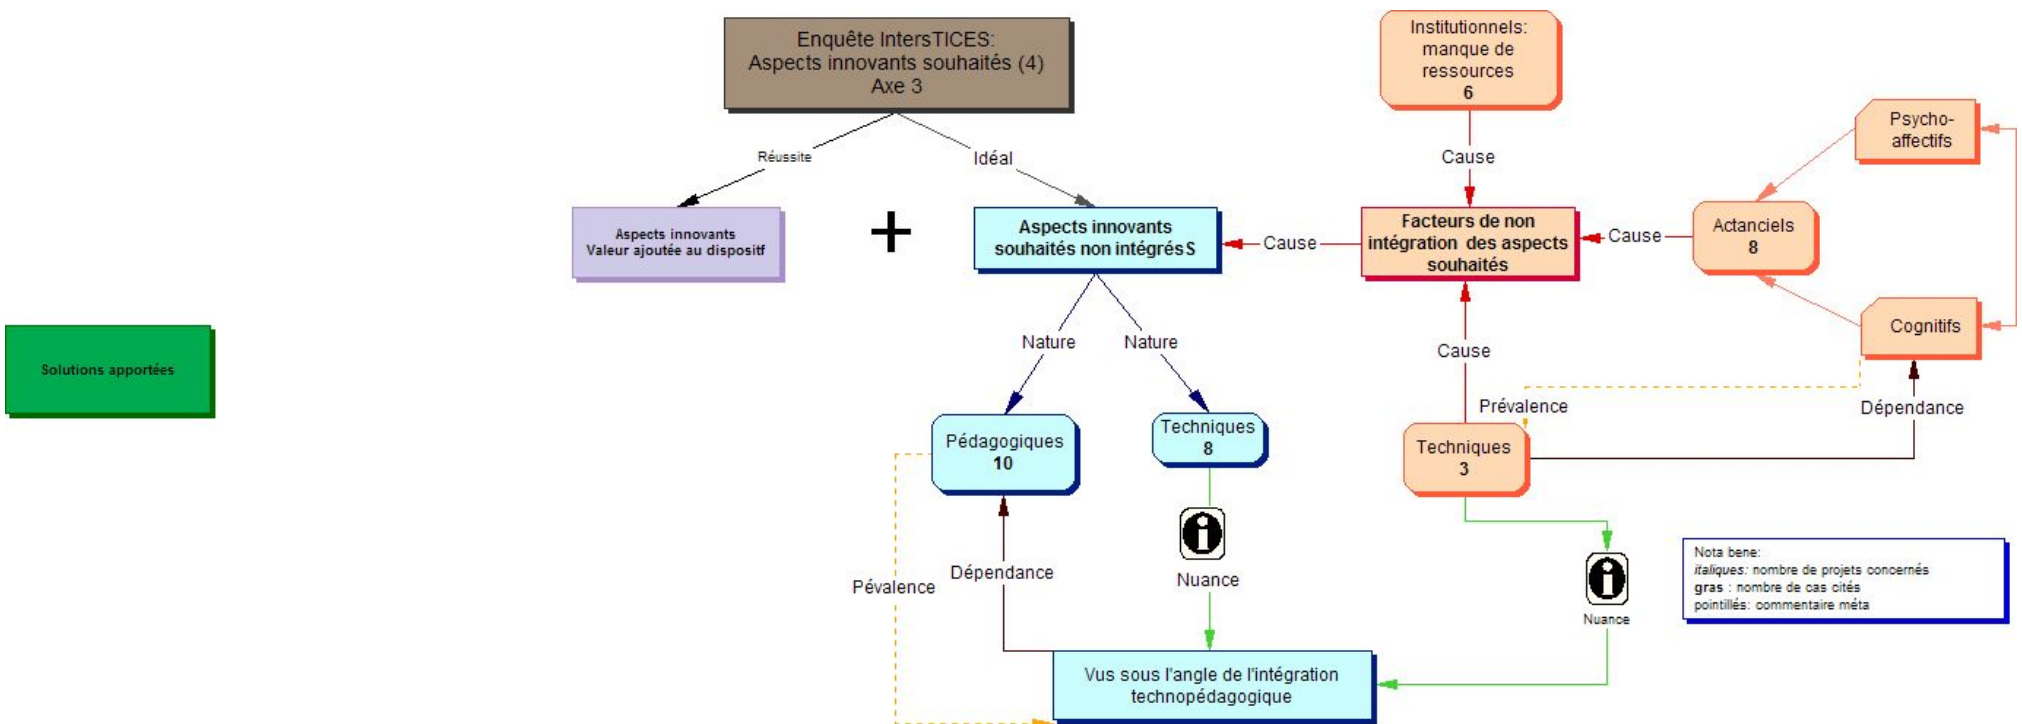 Enquête IntersTICES:
Aspects innovants souhaités (4)
Axe 3
Institutionnels:
manque de
ressources
6
Psycho-
affectifs
Réussite
Idéal
Cause
Aspects innovants
Valeur ajoutée au dispositf
+
Aspects innovants
souhaités non intégrés S
Cause
Facteurs de non
intégration des aspects
souhaités
Cause
Actanciels
8
Cognitifs
Solutions apportées
Nature
Nature
Cause
Prévalence
Dépendance
Pédagogiques
10
Techniques
8
Techniques
3
Pévalence
Dépendance
Nuance
Nuance
Nota bene:
italiques: nombre de projets concernés
gras : nombre de cas cités
pointillés: commentaire méta
Vus sous l'angle de l'intégration
technopédagogique